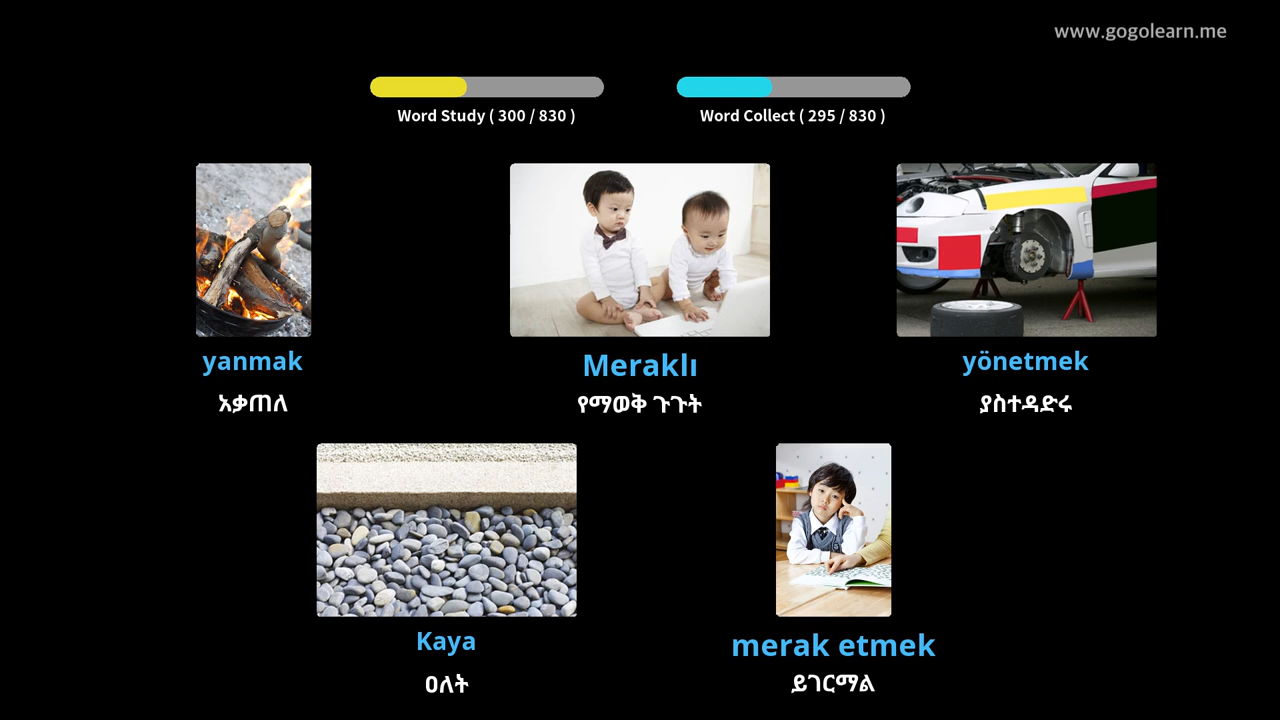 www.gogolearn.me
Word Study ( 300 / 830 )
Word Collect ( 295 / 830 )
yanmak
አቃጠለ
Meraklı
የማወቅ ጉጉት
yönetmek
ያስተዳድሩ
Kaya
ዐለት
merak etmek
ይገርማል